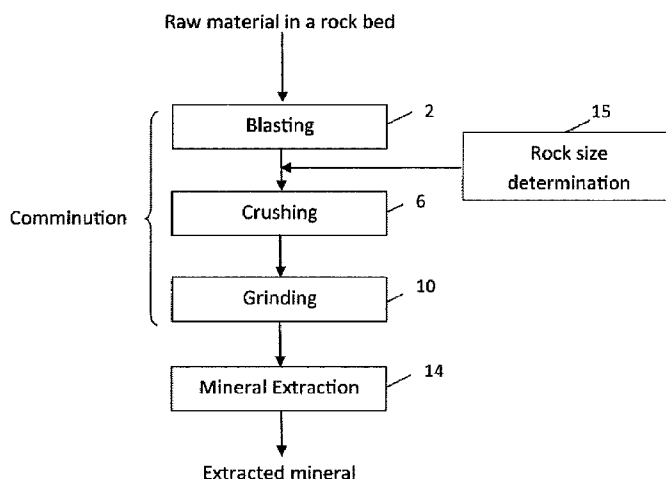 Raw material in a rock bed
Blasting
2
15
Rock size
determination
Crushing
6
Comminution
Grinding
10
Mineral Extraction
14
Extracted mineral